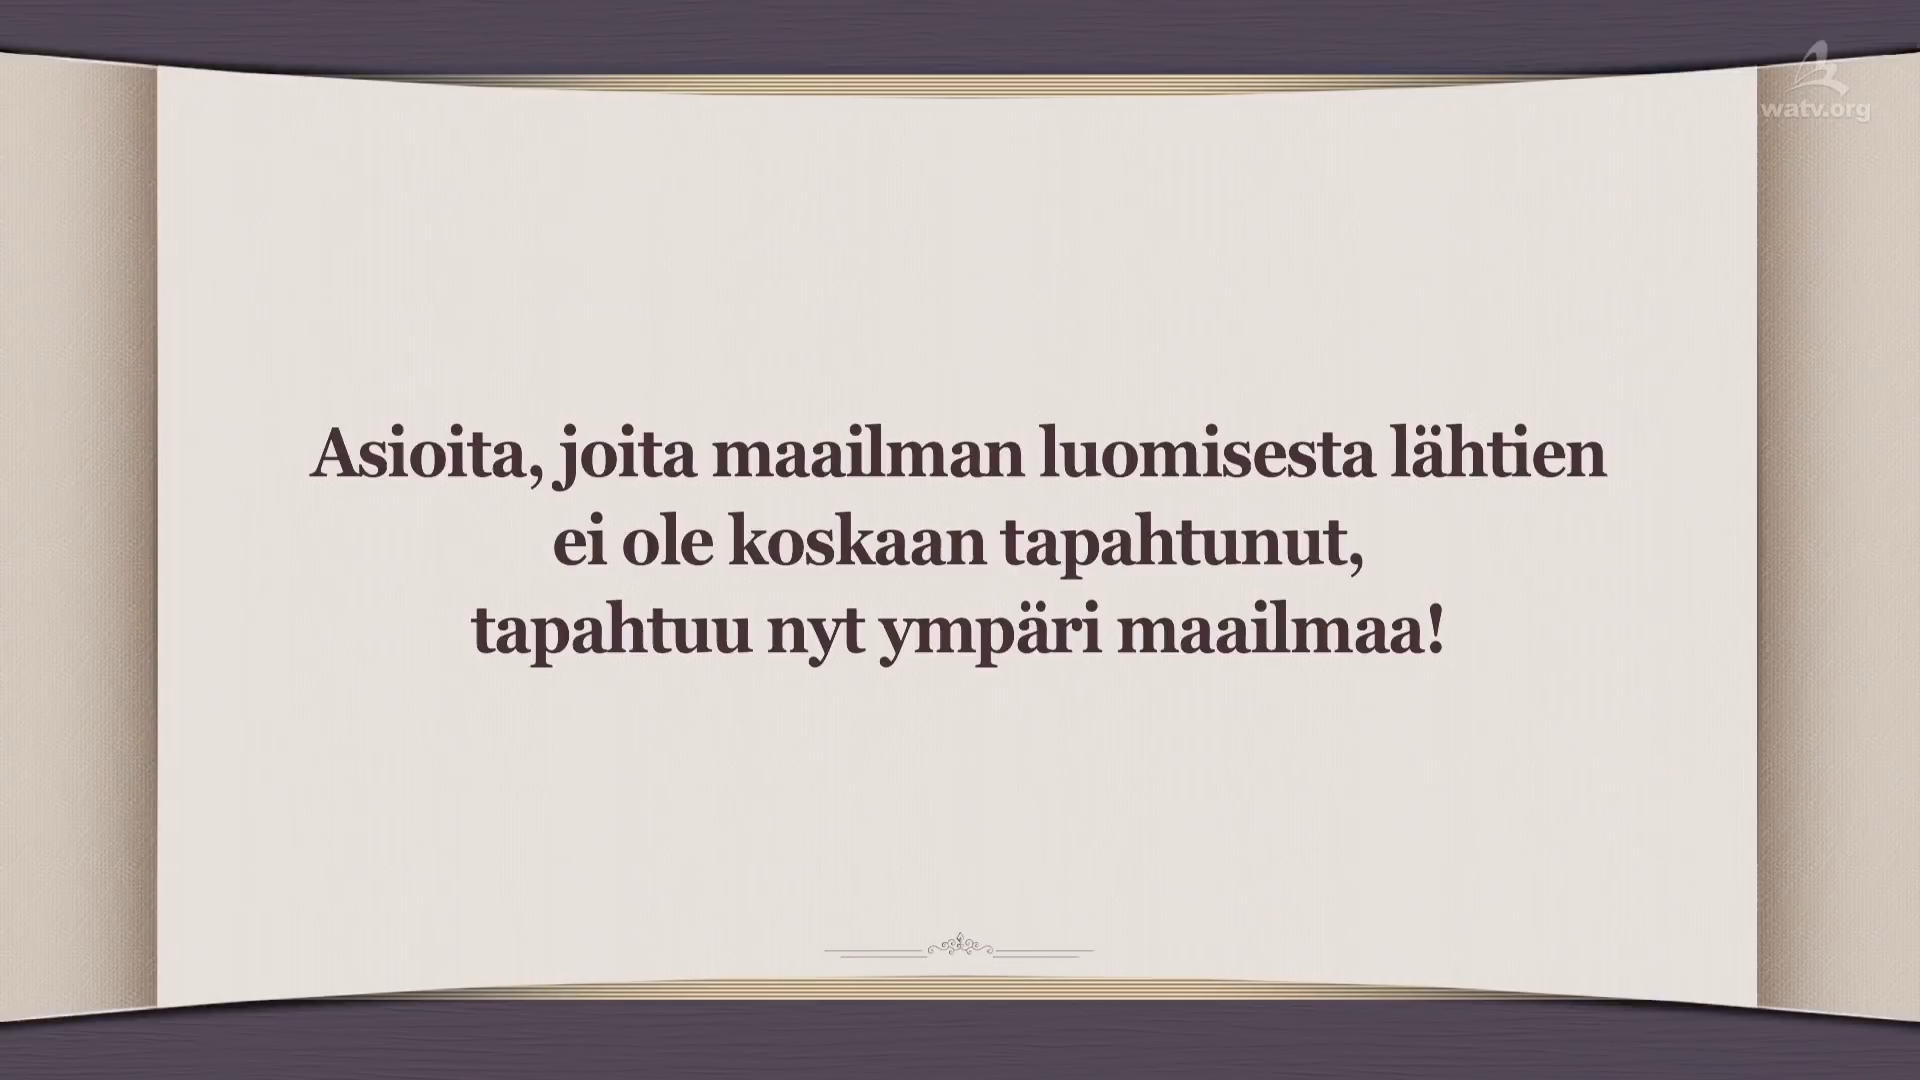 watv.org
Asioita, joita maailman luomisesta lähtien
ei ole koskaan tapahtunut,
tapahtuu nyt ympäri maailmaa!